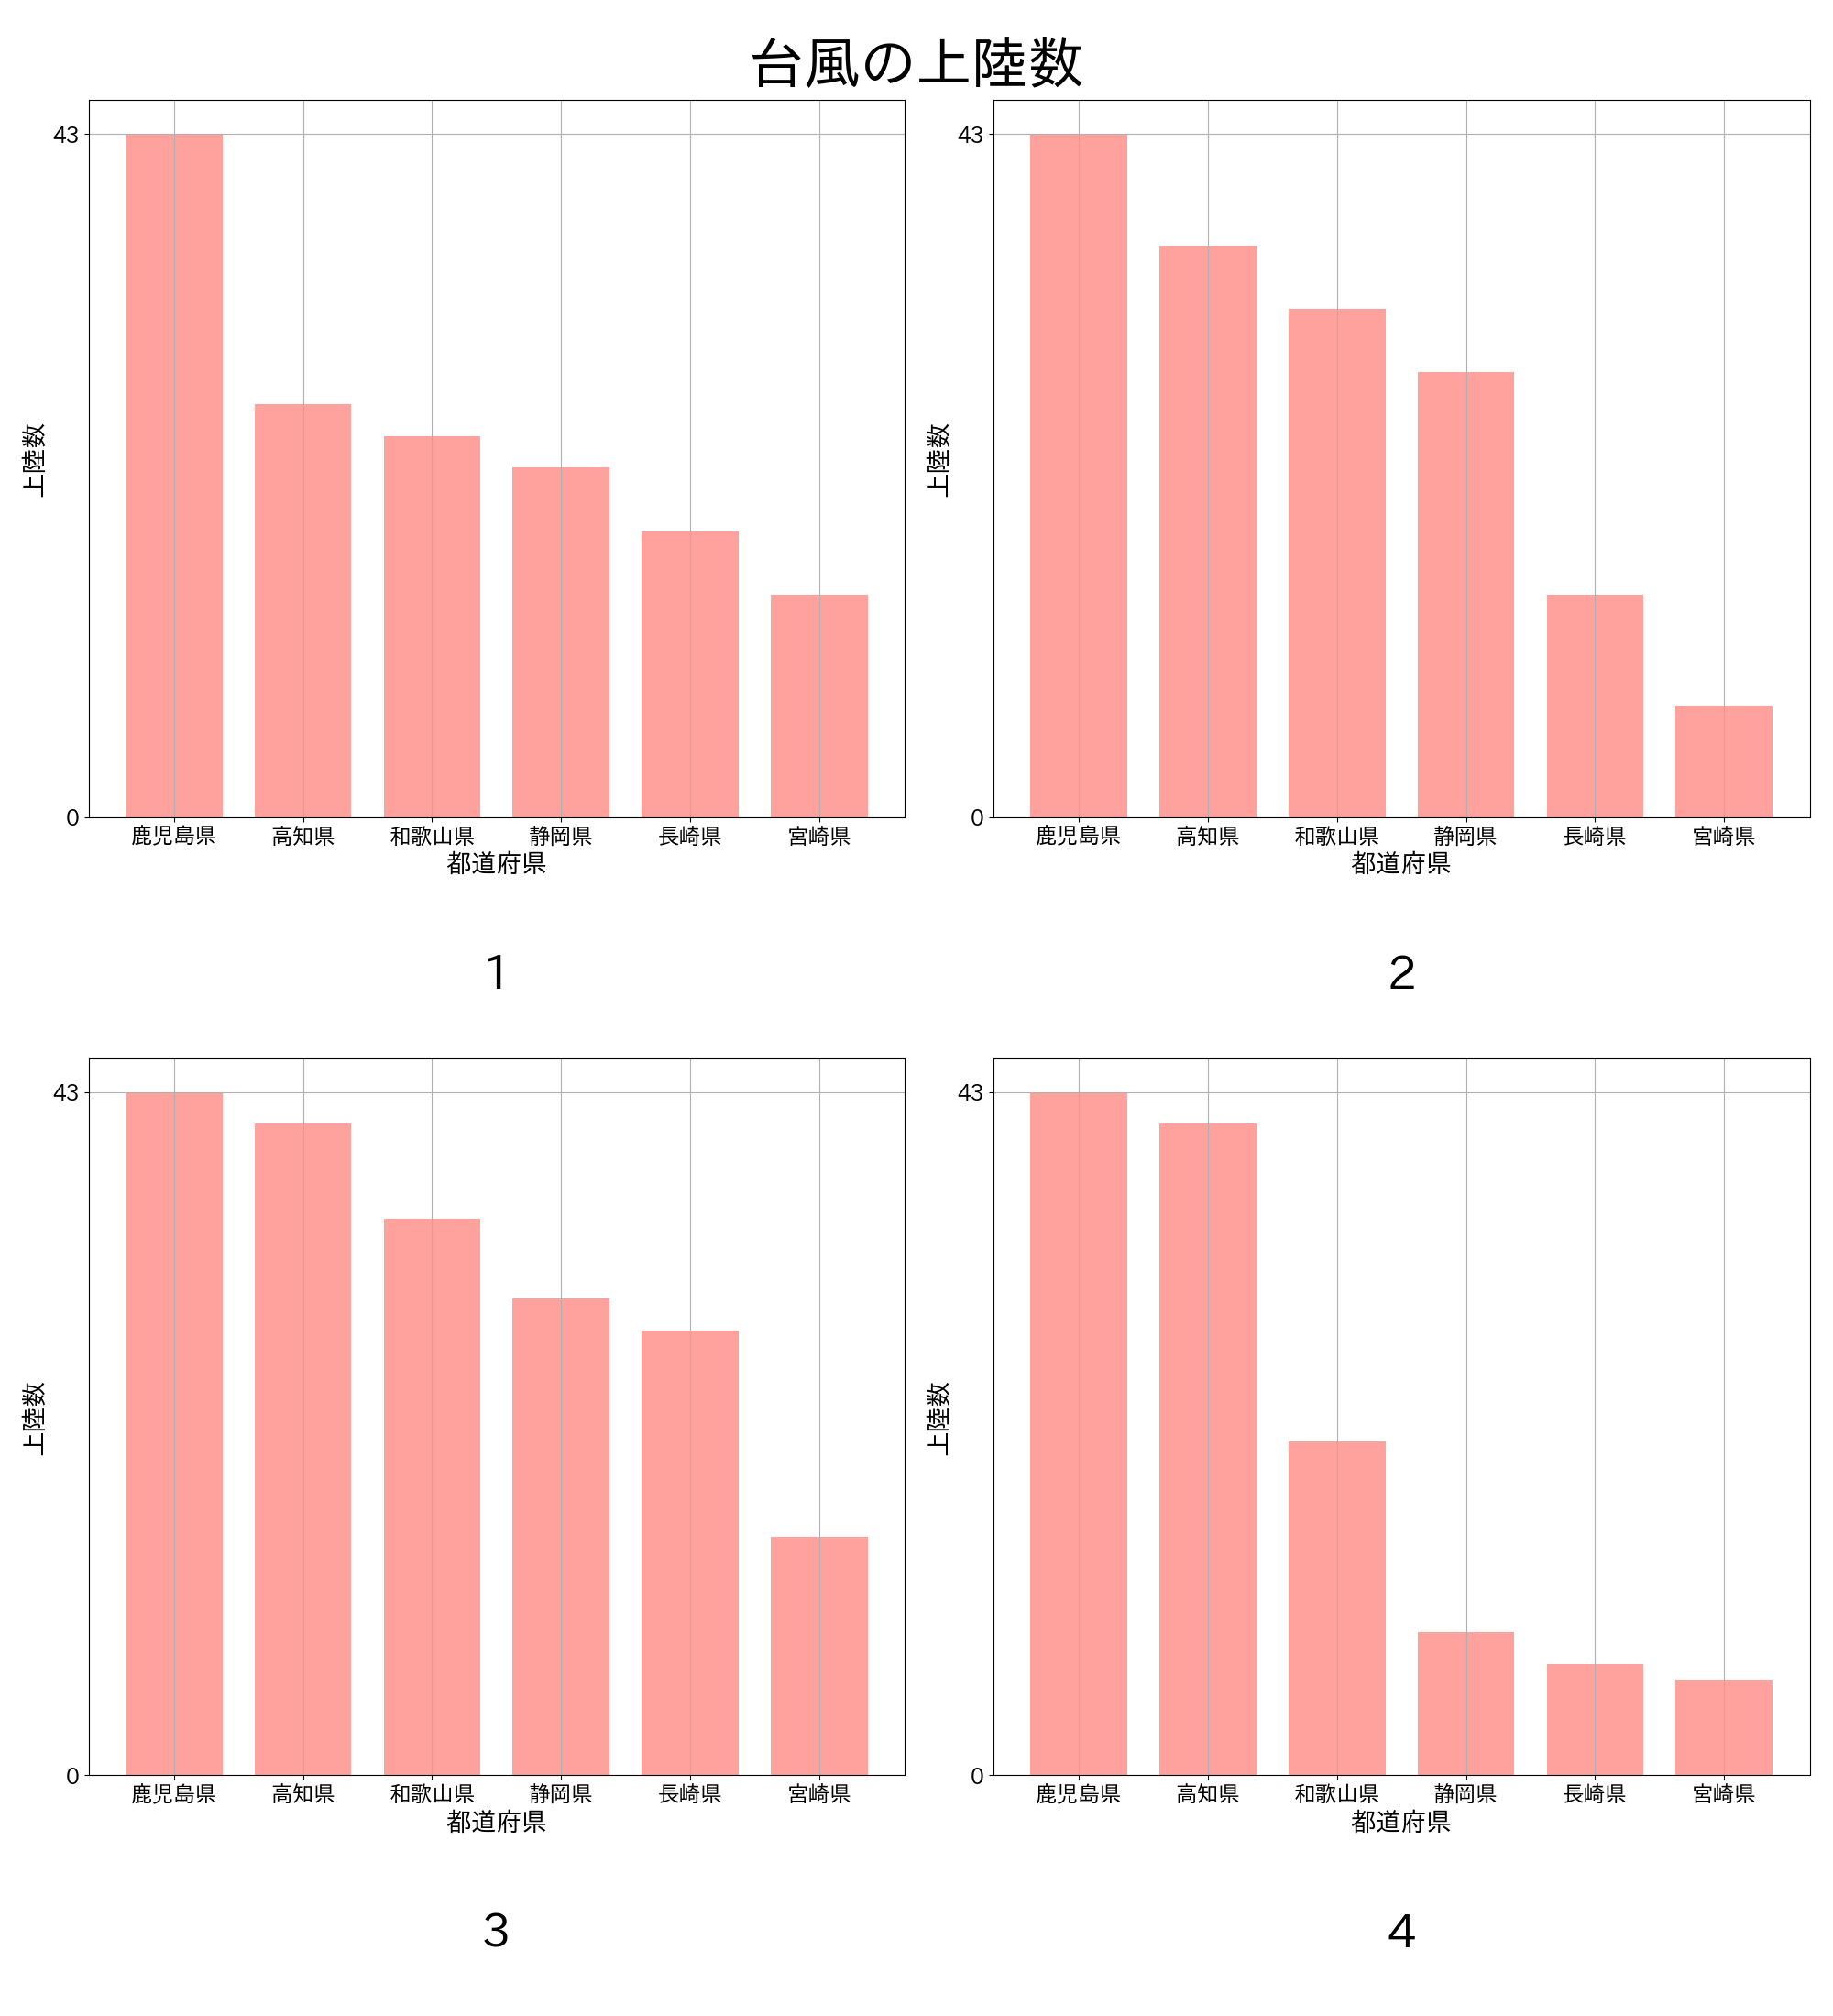 台風の上陸数
43
0
上陸数
鹿児島県 高知県 和歌山県 静岡県 長崎県 宮崎県
都道府県
1
43
0
上陸数
鹿児島県 高知県 和歌山県 静岡県 長崎県 宮崎県
都道府県
2
43
0
上陸数
鹿児島県 高知県 和歌山県 静岡県 長崎県 宮崎県
都道府県
3
43
0
上陸数
鹿児島県 高知県 和歌山県 静岡県 長崎県 宮崎県
都道府県
4